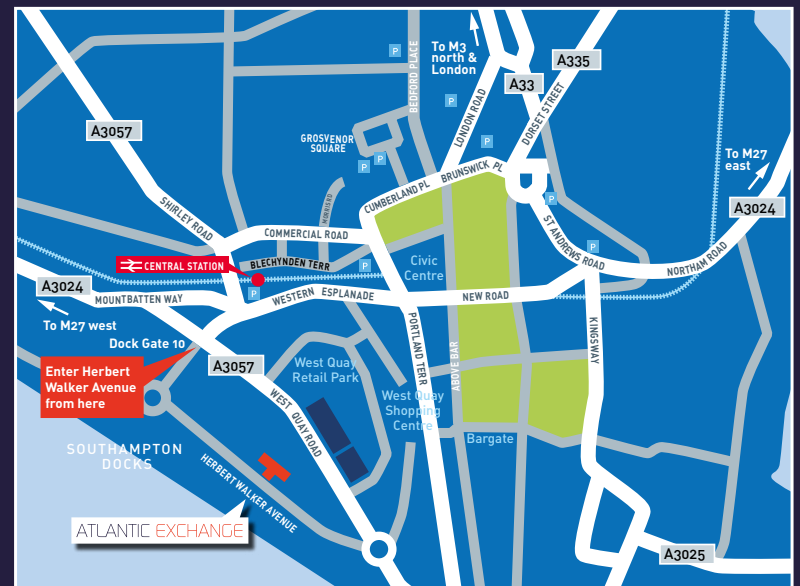 To M3
north &
London
A335
A33
BEDFORD PLACE
LONDON ROAD
DORSET STREET
P
P
P
A3057
GROSVENOR
SQUARE
P
P
To M27
east
A3024
BRUNSWICK PL
CUMBERLAND PL
MORRIS RD
P
SHIRLEY ROAD
COMMERCIAL ROAD
ST ANDREWS ROAD
P
NORTHAM ROAD
CENTRAL STATION
BLECHYNDEN TERR
P
Civic
Centre
A3024
P
MOUNTBATTEN WAY
WESTERN ESPLANADE
NEW ROAD
To M27 west
Dock Gate 10
KINGSWAY
PORTLAND TERR
ABOVE BAR
A3057
Enter Herbert
Walker Avenue
from here
West Quay
Retail Park
WEST QUAY ROAD
West Quay
Shopping
Centre
Bargate
SOUTHAMPTON
DOCKS
HERBERT WALKER AVENUE
ATLANTIC EXCHANGE
A3025